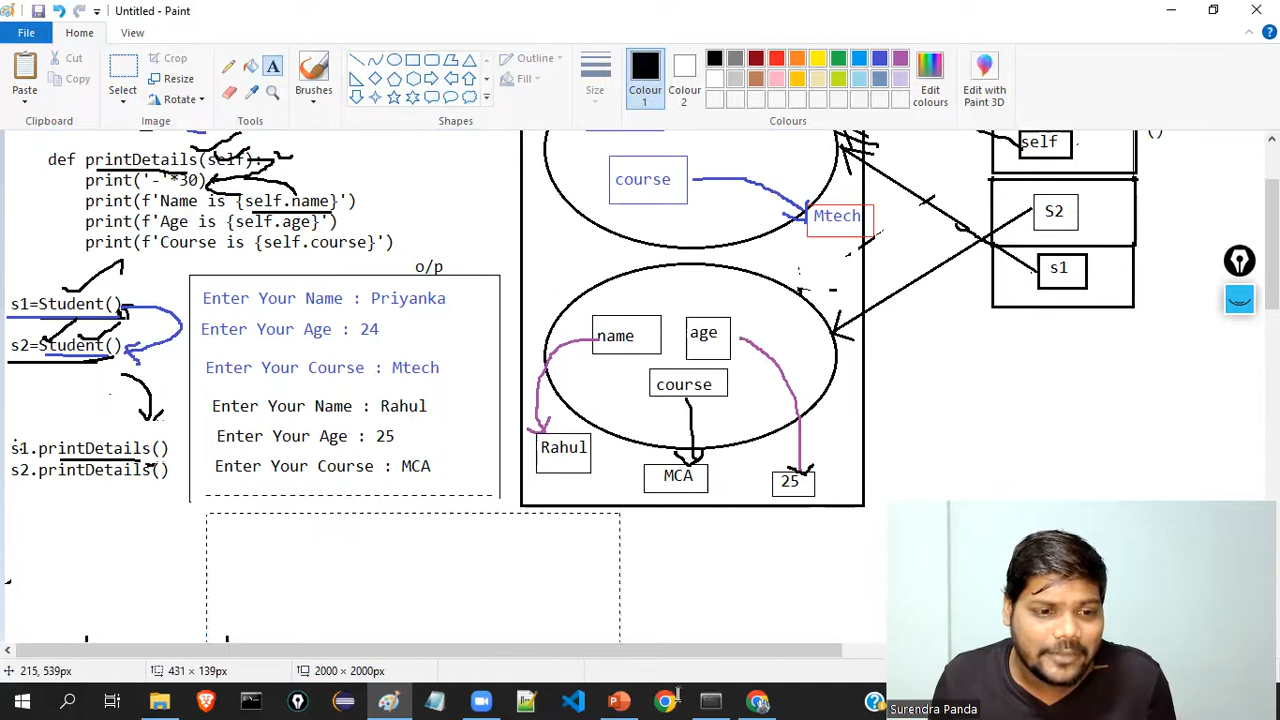 Untitled - Paint
File
Home
View
Paste
Cut
Copy
Clipboard
Select
Crop
Resize
Rotate
Image
Tools
Brushes
Shapes
Outline
Fill
Size
Colour 1
Colour 2
Colours
Edit colours
Edit with Paint 3D
def printDetails(self):
print('-'*30)
print(f'Name is {self.name}')
print(f'Age is {self.age}')
print(f'Course is {self.course}')
s1=Student()
s2=Student()
s1.printDetails()
s2.printDetails()
o/p
Enter Your Name : Priyanka
Enter Your Age : 24
Enter Your Course : Mtech
Enter Your Name : Rahul
Enter Your Age : 25
Enter Your Course : MCA
course
Mtech
name
age
course
Rahul
MCA
25
self
()
S2
s1
215, 539px
431 × 139px
2000 × 2000px
Surendra Panda